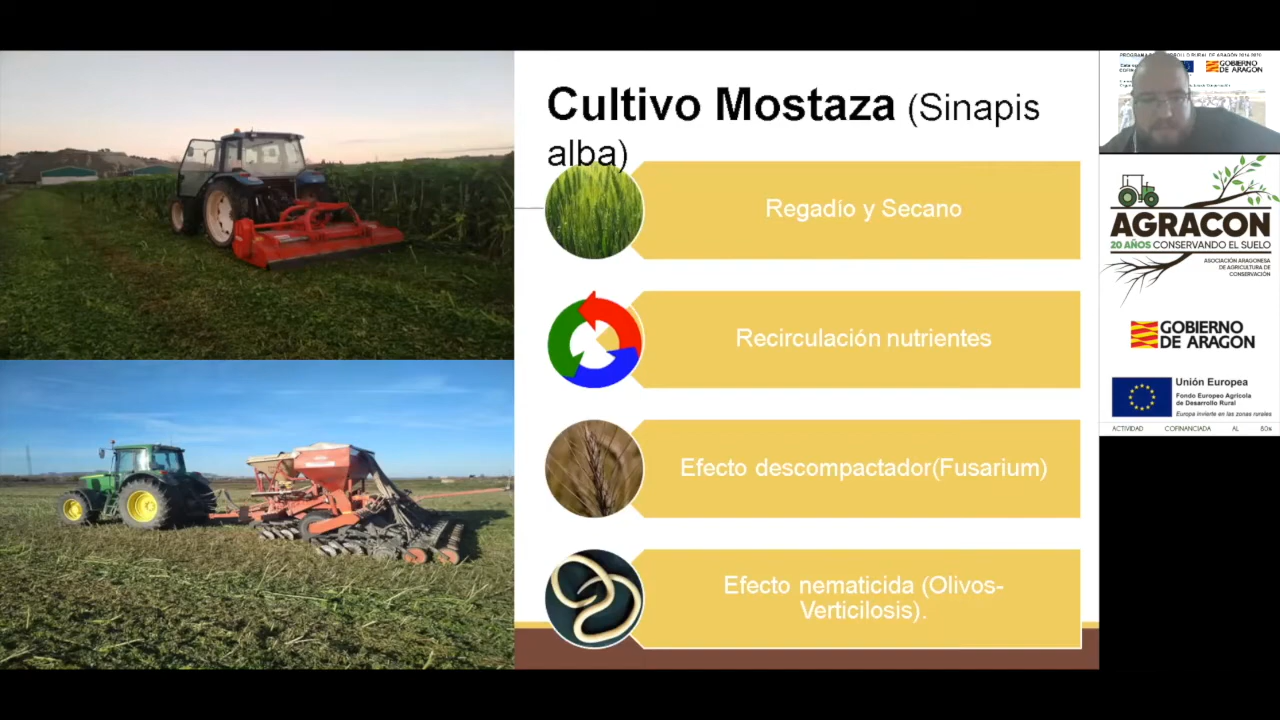 Cultivo Mostaza (Sinapis
alba)
Regadío y Secano
Recirculación nutrientes
Efecto descompactador(Fusarium)
Efecto nematicida (Olivos-
Verticilosis).
GOBIERNO
DE ARAGON
AGRACON
20 AÑOS CONSERVANDO EL SUELO
ASOCIACIÓN ARAGONESA
DE AGRICULTURA DE
CONSERVACIÓN
GOBIERNO
DE ARAGON
Unión Europea
Fondo Europeo Agrícola
de Desarrollo Rural
Europa invierte en las zonas rurales
ACTIVIDAD COFINANCIADA AL 80%